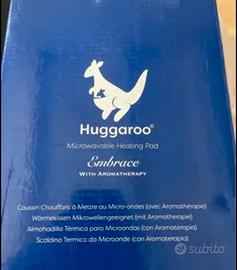 Huggaroo®
Microwavable Heating Pad
Embrace
WITH AROMATHERAPY
Coussin Chauffant à Mettre au Micro-ondes (avec Aromathérapie)
Wärmekissen Mikrowellengeeignet (mit Aromatherapie)
Almohadilla Termica para Microondas (con Aromaterapia)
Scaldino Termico da Microonde (con Aromaterapia)
subito